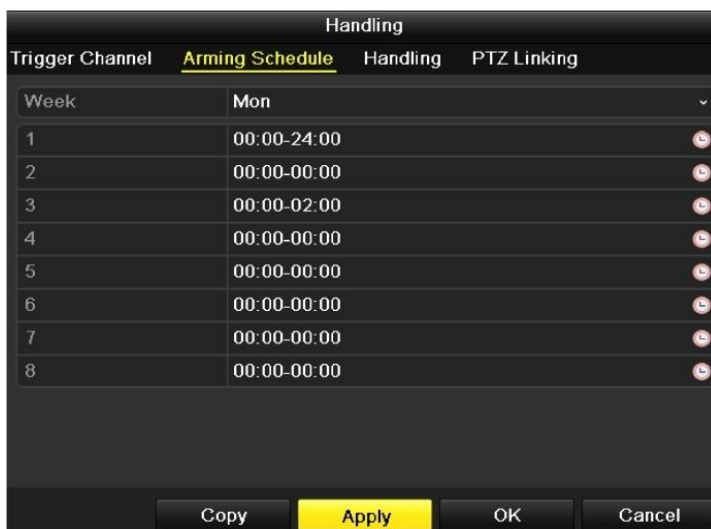 Handling
Trigger Channel Arming Schedule Handling PTZ Linking
Week Mon
1 00:00-24:00
2 00:00-00:00
3 00:00-02:00
4 00:00-00:00
5 00:00-00:00
6 00:00-00:00
7 00:00-00:00
8 00:00-00:00
Copy Apply OK Cancel